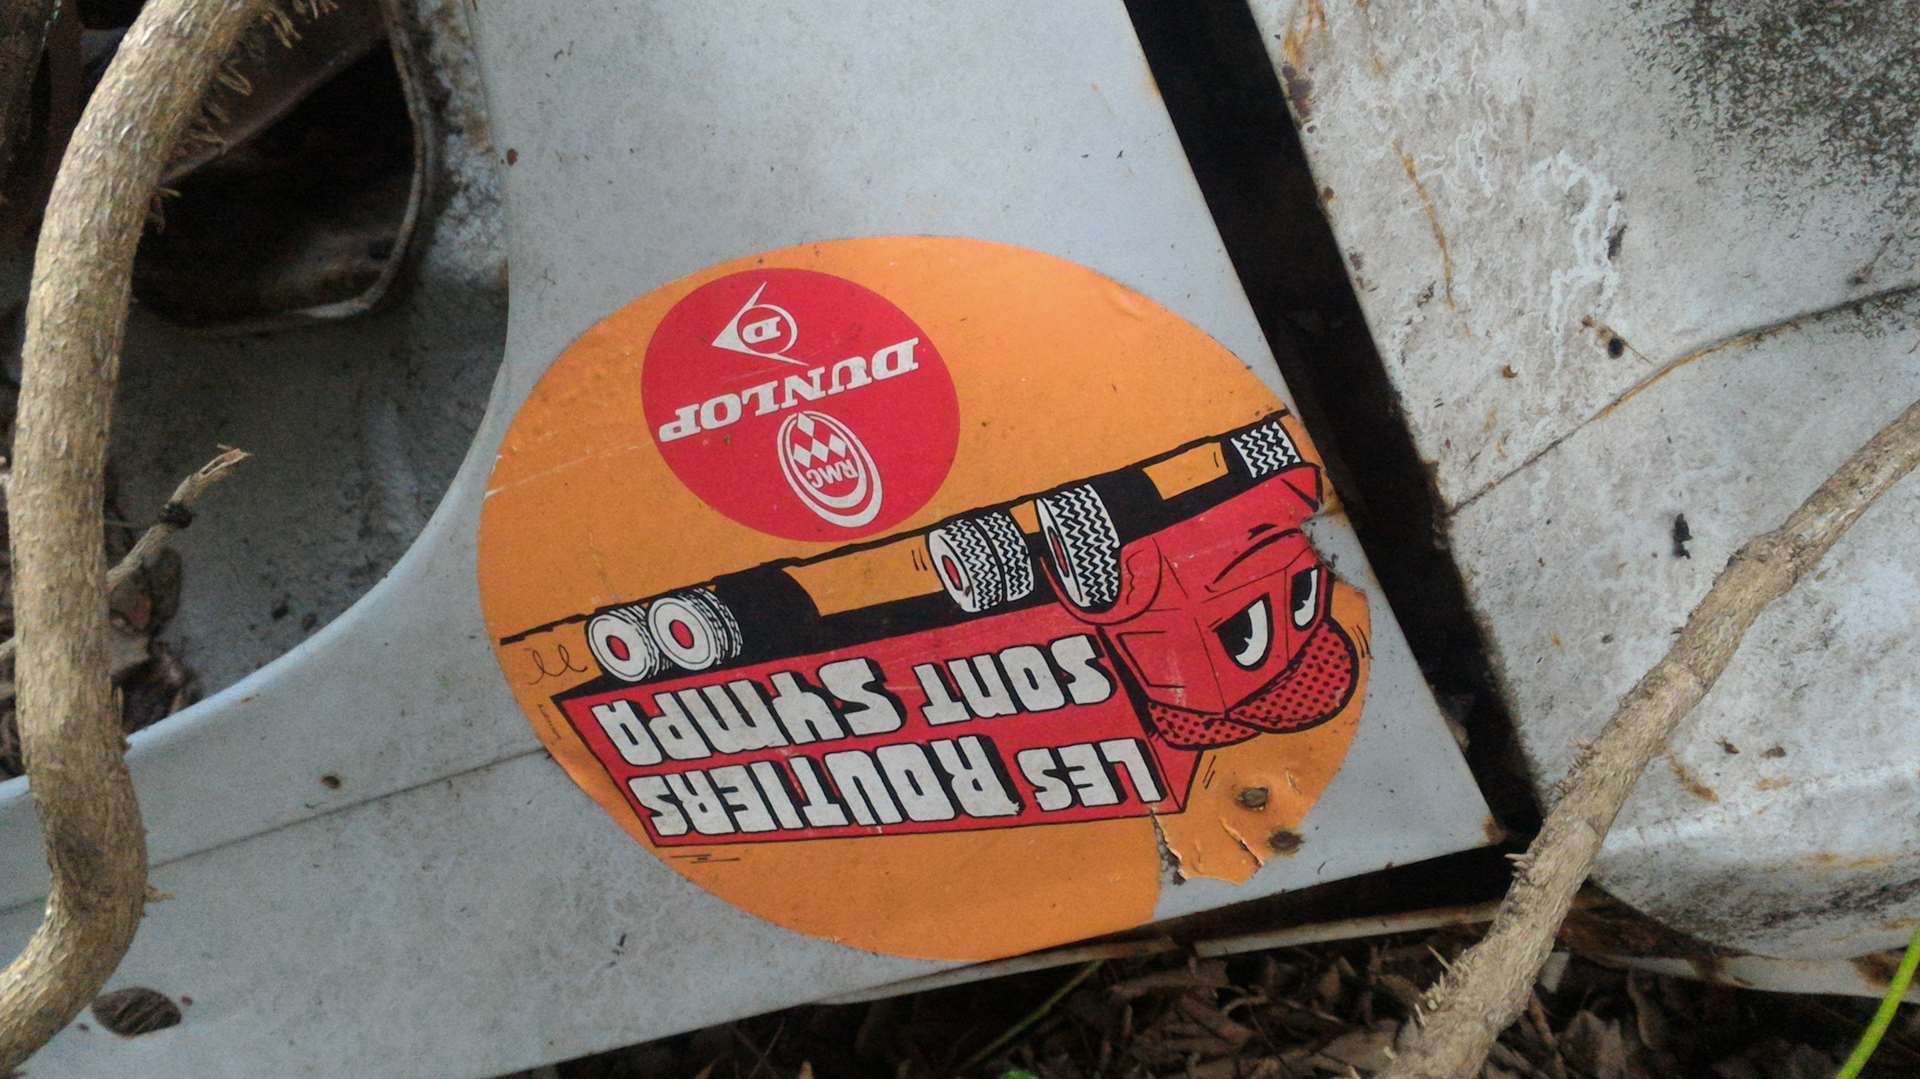 LES ROUTIERS
SONT SYMPA
RMC
DUNLOP
D